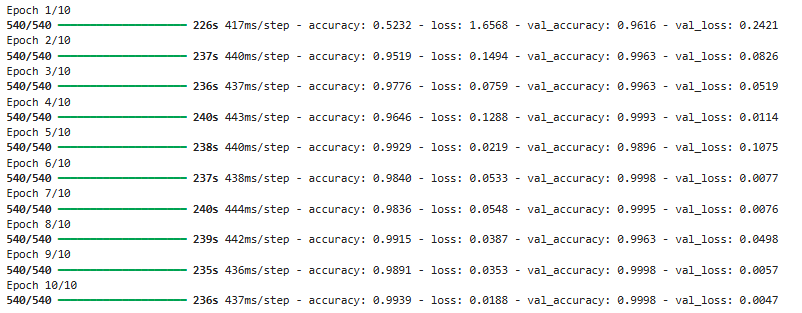 Epoch 1/10
540/540 ━━━━━━━━━━━━━━━━━━━━ 226s 417ms/step - accuracy: 0.5232 - loss: 1.6568 - val_accuracy: 0.9616 - val_loss: 0.2421
Epoch 2/10
540/540 ━━━━━━━━━━━━━━━━━━━━ 237s 440ms/step - accuracy: 0.9519 - loss: 0.1494 - val_accuracy: 0.9963 - val_loss: 0.0826
Epoch 3/10
540/540 ━━━━━━━━━━━━━━━━━━━━ 236s 437ms/step - accuracy: 0.9776 - loss: 0.0759 - val_accuracy: 0.9963 - val_loss: 0.0519
Epoch 4/10
540/540 ━━━━━━━━━━━━━━━━━━━━ 240s 443ms/step - accuracy: 0.9646 - loss: 0.1288 - val_accuracy: 0.9993 - val_loss: 0.0114
Epoch 5/10
540/540 ━━━━━━━━━━━━━━━━━━━━ 238s 440ms/step - accuracy: 0.9929 - loss: 0.0219 - val_accuracy: 0.9896 - val_loss: 0.1075
Epoch 6/10
540/540 ━━━━━━━━━━━━━━━━━━━━ 237s 438ms/step - accuracy: 0.9840 - loss: 0.0533 - val_accuracy: 0.9998 - val_loss: 0.0077
Epoch 7/10
540/540 ━━━━━━━━━━━━━━━━━━━━ 240s 444ms/step - accuracy: 0.9836 - loss: 0.0548 - val_accuracy: 0.9995 - val_loss: 0.0076
Epoch 8/10
540/540 ━━━━━━━━━━━━━━━━━━━━ 239s 442ms/step - accuracy: 0.9915 - loss: 0.0387 - val_accuracy: 0.9963 - val_loss: 0.0498
Epoch 9/10
540/540 ━━━━━━━━━━━━━━━━━━━━ 235s 436ms/step - accuracy: 0.9891 - loss: 0.0353 - val_accuracy: 0.9998 - val_loss: 0.0057
Epoch 10/10
540/540 ━━━━━━━━━━━━━━━━━━━━ 236s 437ms/step - accuracy: 0.9939 - loss: 0.0188 - val_accuracy: 0.9998 - val_loss: 0.0047